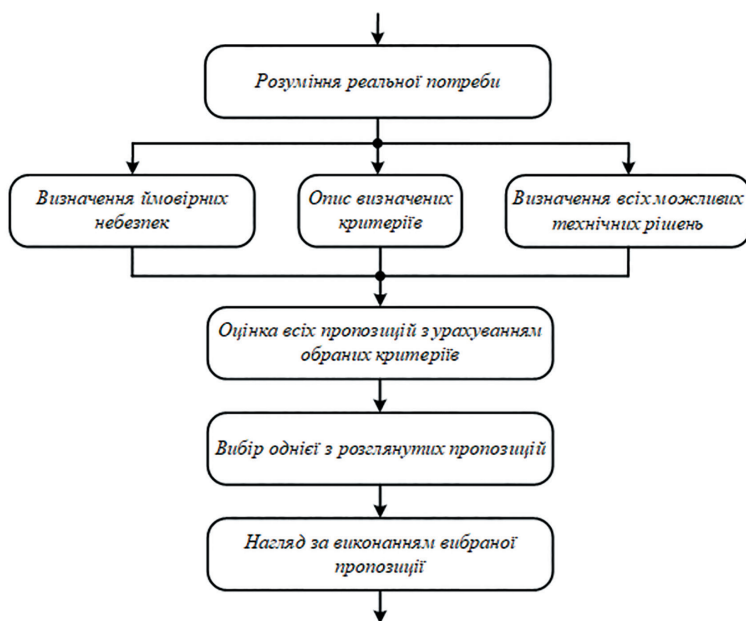 Розуміння реальної потреби
Визначення ймовірних
небезпек
Опис визначених
критеріїв
Визначення всіх можливих
технічних рішень
Оцінка всіх пропозицій з урахуванням
обраних критеріїв
Вибір однієї з розглянутих пропозицій
Нагляд за виконанням вибраної
пропозиції